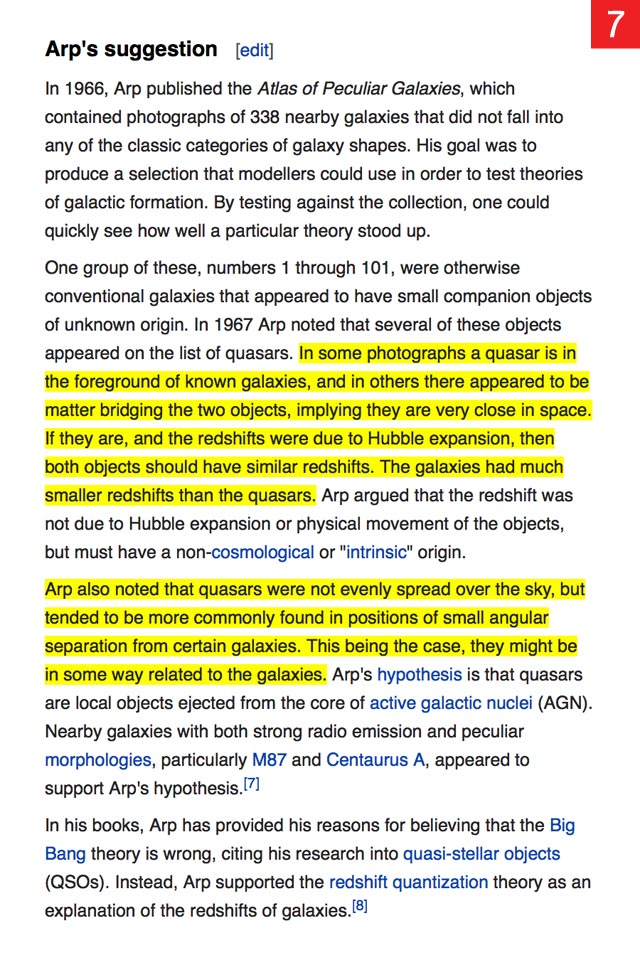 7
Arp's suggestion [edit]
In 1966, Arp published the Atlas of Peculiar Galaxies, which
contained photographs of 338 nearby galaxies that did not fall into
any of the classic categories of galaxy shapes. His goal was to
produce a selection that modellers could use in order to test theories
of galactic formation. By testing against the collection, one could
quickly see how well a particular theory stood up.
One group of these, numbers 1 through 101, were otherwise
conventional galaxies that appeared to have small companion objects
of unknown origin. In 1967 Arp noted that several of these objects
appeared on the list of quasars. In some photographs a quasar is in
the foreground of known galaxies, and in others there appeared to be
matter bridging the two objects, implying they are very close in space.
If they are, and the redshifts were due to Hubble expansion, then
both objects should have similar redshifts. The galaxies had much
smaller redshifts than the quasars. Arp argued that the redshift was
not due to Hubble expansion or physical movement of the objects,
but must have a non-cosmological or "intrinsic" origin.
Arp also noted that quasars were not evenly spread over the sky, but
tended to be more commonly found in positions of small angular
separation from certain galaxies. This being the case, they might be
in some way related to the galaxies. Arp's hypothesis is that quasars
are local objects ejected from the core of active galactic nuclei (AGN).
Nearby galaxies with both strong radio emission and peculiar
morphologies, particularly M87 and Centaurus A, appeared to
support Arp's hypothesis.[7]
In his books, Arp has provided his reasons for believing that the Big
Bang theory is wrong, citing his research into quasi-stellar objects
(QSOs). Instead, Arp supported the redshift quantization theory as an
explanation of the redshifts of galaxies.[8]